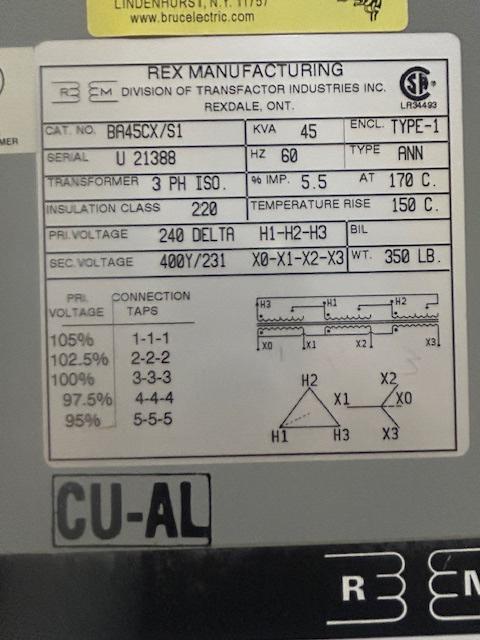 LINDENHURST, N.Y. 11757
www.brucelectric.com
REX MANUFACTURING
DIVISION OF TRANSFACTOR INDUSTRIES INC.
REXDALE, ONT.
LR34493
CAT. NO. BA45CX/S1 KVA 45 ENCL. TYPE-1
SERIAL U 21388 HZ 60 TYPE ANN
TRANSFORMER 3 PH ISO. % IMP. 5.5 AT 170 C.
INSULATION CLASS 220 TEMPERATURE RISE 150 C.
PRI. VOLTAGE 240 DELTA H1-H2-H3 BIL
SEC. VOLTAGE 400Y/231 X0-X1-X2-X3 WT. 350 LB.
PRI. VOLTAGE CONNECTION TAPS
105% 1-1-1
102.5% 2-2-2
100% 3-3-3
97.5% 4-4-4
95% 5-5-5
H3 H1 H2
X0 X1 X2 X3
H2 X2
X1 X0
H1 H3 X3
CU-AL
R